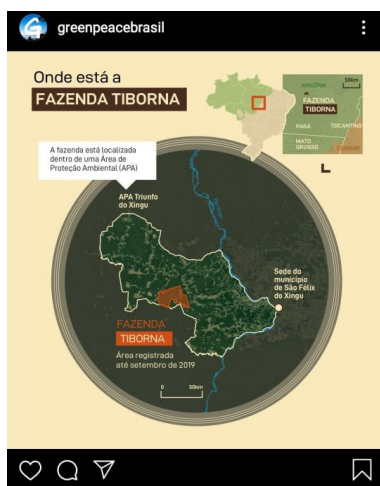 greenpeacebrasil
Onde está a
FAZENDA TIBORNA
A fazenda está localizada
dentro de uma Área de
Proteção Ambiental (APA)
AMAZÔNIA
50km
FAZENDA
TIBORNA
PARÁ
TOCANTINS
MATO
GROSSO
CERRADO
APA Triunfo
do Xingu
Sede do
município
de São Félix
do Xingu
FAZENDA
TIBORNA
Área registrada
até setembro de 2019
0 50km